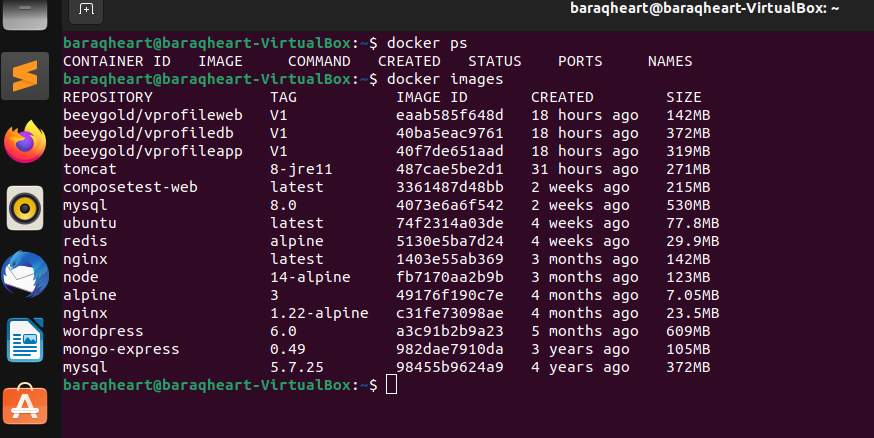 baraqheart@baraqheart-VirtualBox: ~
baraqheart@baraqheart-VirtualBox:~$ docker ps
CONTAINER ID   IMAGE     COMMAND   CREATED   STATUS    PORTS     NAMES
baraqheart@baraqheart-VirtualBox:~$ docker images
REPOSITORY             TAG           IMAGE ID       CREATED        SIZE
beeygold/vprofileweb   V1            eaab585f648d   18 hours ago   142MB
beeygold/vprofiledb    V1            40ba5eac9761   18 hours ago   372MB
beeygold/vprofileapp   V1            40f7de651aad   18 hours ago   319MB
tomcat                 8-jre11       487cae5be2d1   31 hours ago   271MB
composetest-web        latest        3361487d48bb   2 weeks ago    215MB
mysql                  8.0           4073e6a6f542   2 weeks ago    530MB
ubuntu                 latest        74f2314a03de   4 weeks ago    77.8MB
redis                  alpine        5130e5ba7d24   4 weeks ago    29.9MB
nginx                  latest        1403e55ab369   3 months ago   142MB
node                   14-alpine     fb7170aa2b9b   3 months ago   123MB
alpine                 3             49176f190c7e   4 months ago   7.05MB
nginx                  1.22-alpine   c31fe73098ae   4 months ago   23.5MB
wordpress              6.0           a3c91b2b9a23   5 months ago   609MB
mongo-express          0.49          982dae7910da   3 years ago    105MB
mysql                  5.7.25        98455b9624a9   4 years ago    372MB
baraqheart@baraqheart-VirtualBox:~$